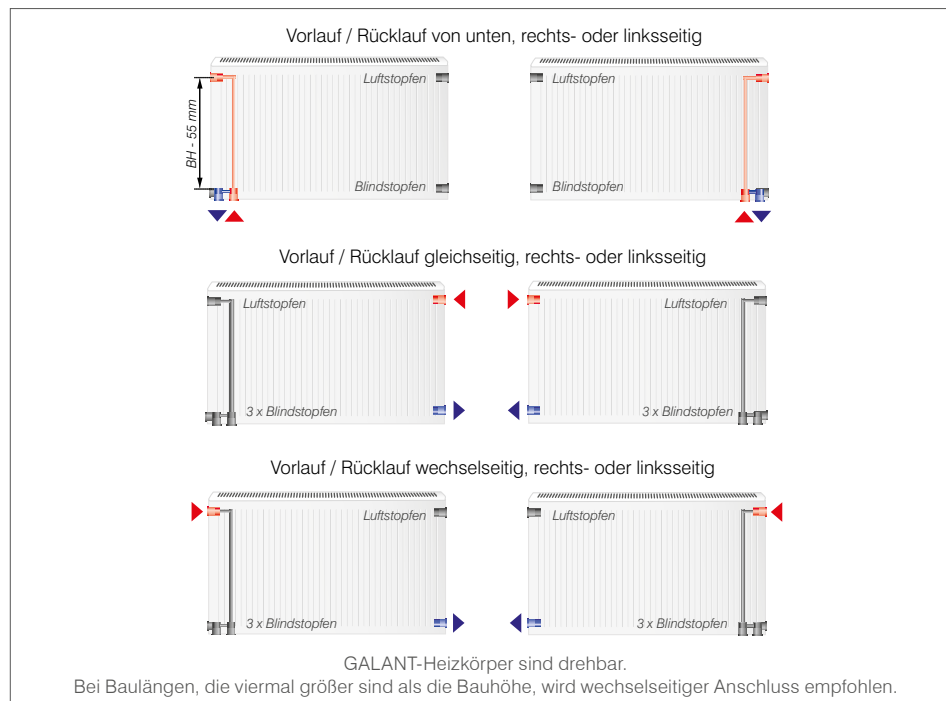 Vorlauf / Rücklauf von unten, rechts- oder linksseitig
Luftstopfen
Luftstopfen
BH - 55 mm
Blindstopfen
Blindstopfen
Vorlauf / Rücklauf gleichseitig, rechts- oder linksseitig
Luftstopfen
Luftstopfen
3 x Blindstopfen
3 x Blindstopfen
Vorlauf / Rücklauf wechselseitig, rechts- oder linksseitig
Luftstopfen
Luftstopfen
3 x Blindstopfen
3 x Blindstopfen
GALANT-Heizkörper sind drehbar.
Bei Baulängen, die viermal größer sind als die Bauhöhe, wird wechselseitiger Anschluss empfohlen.